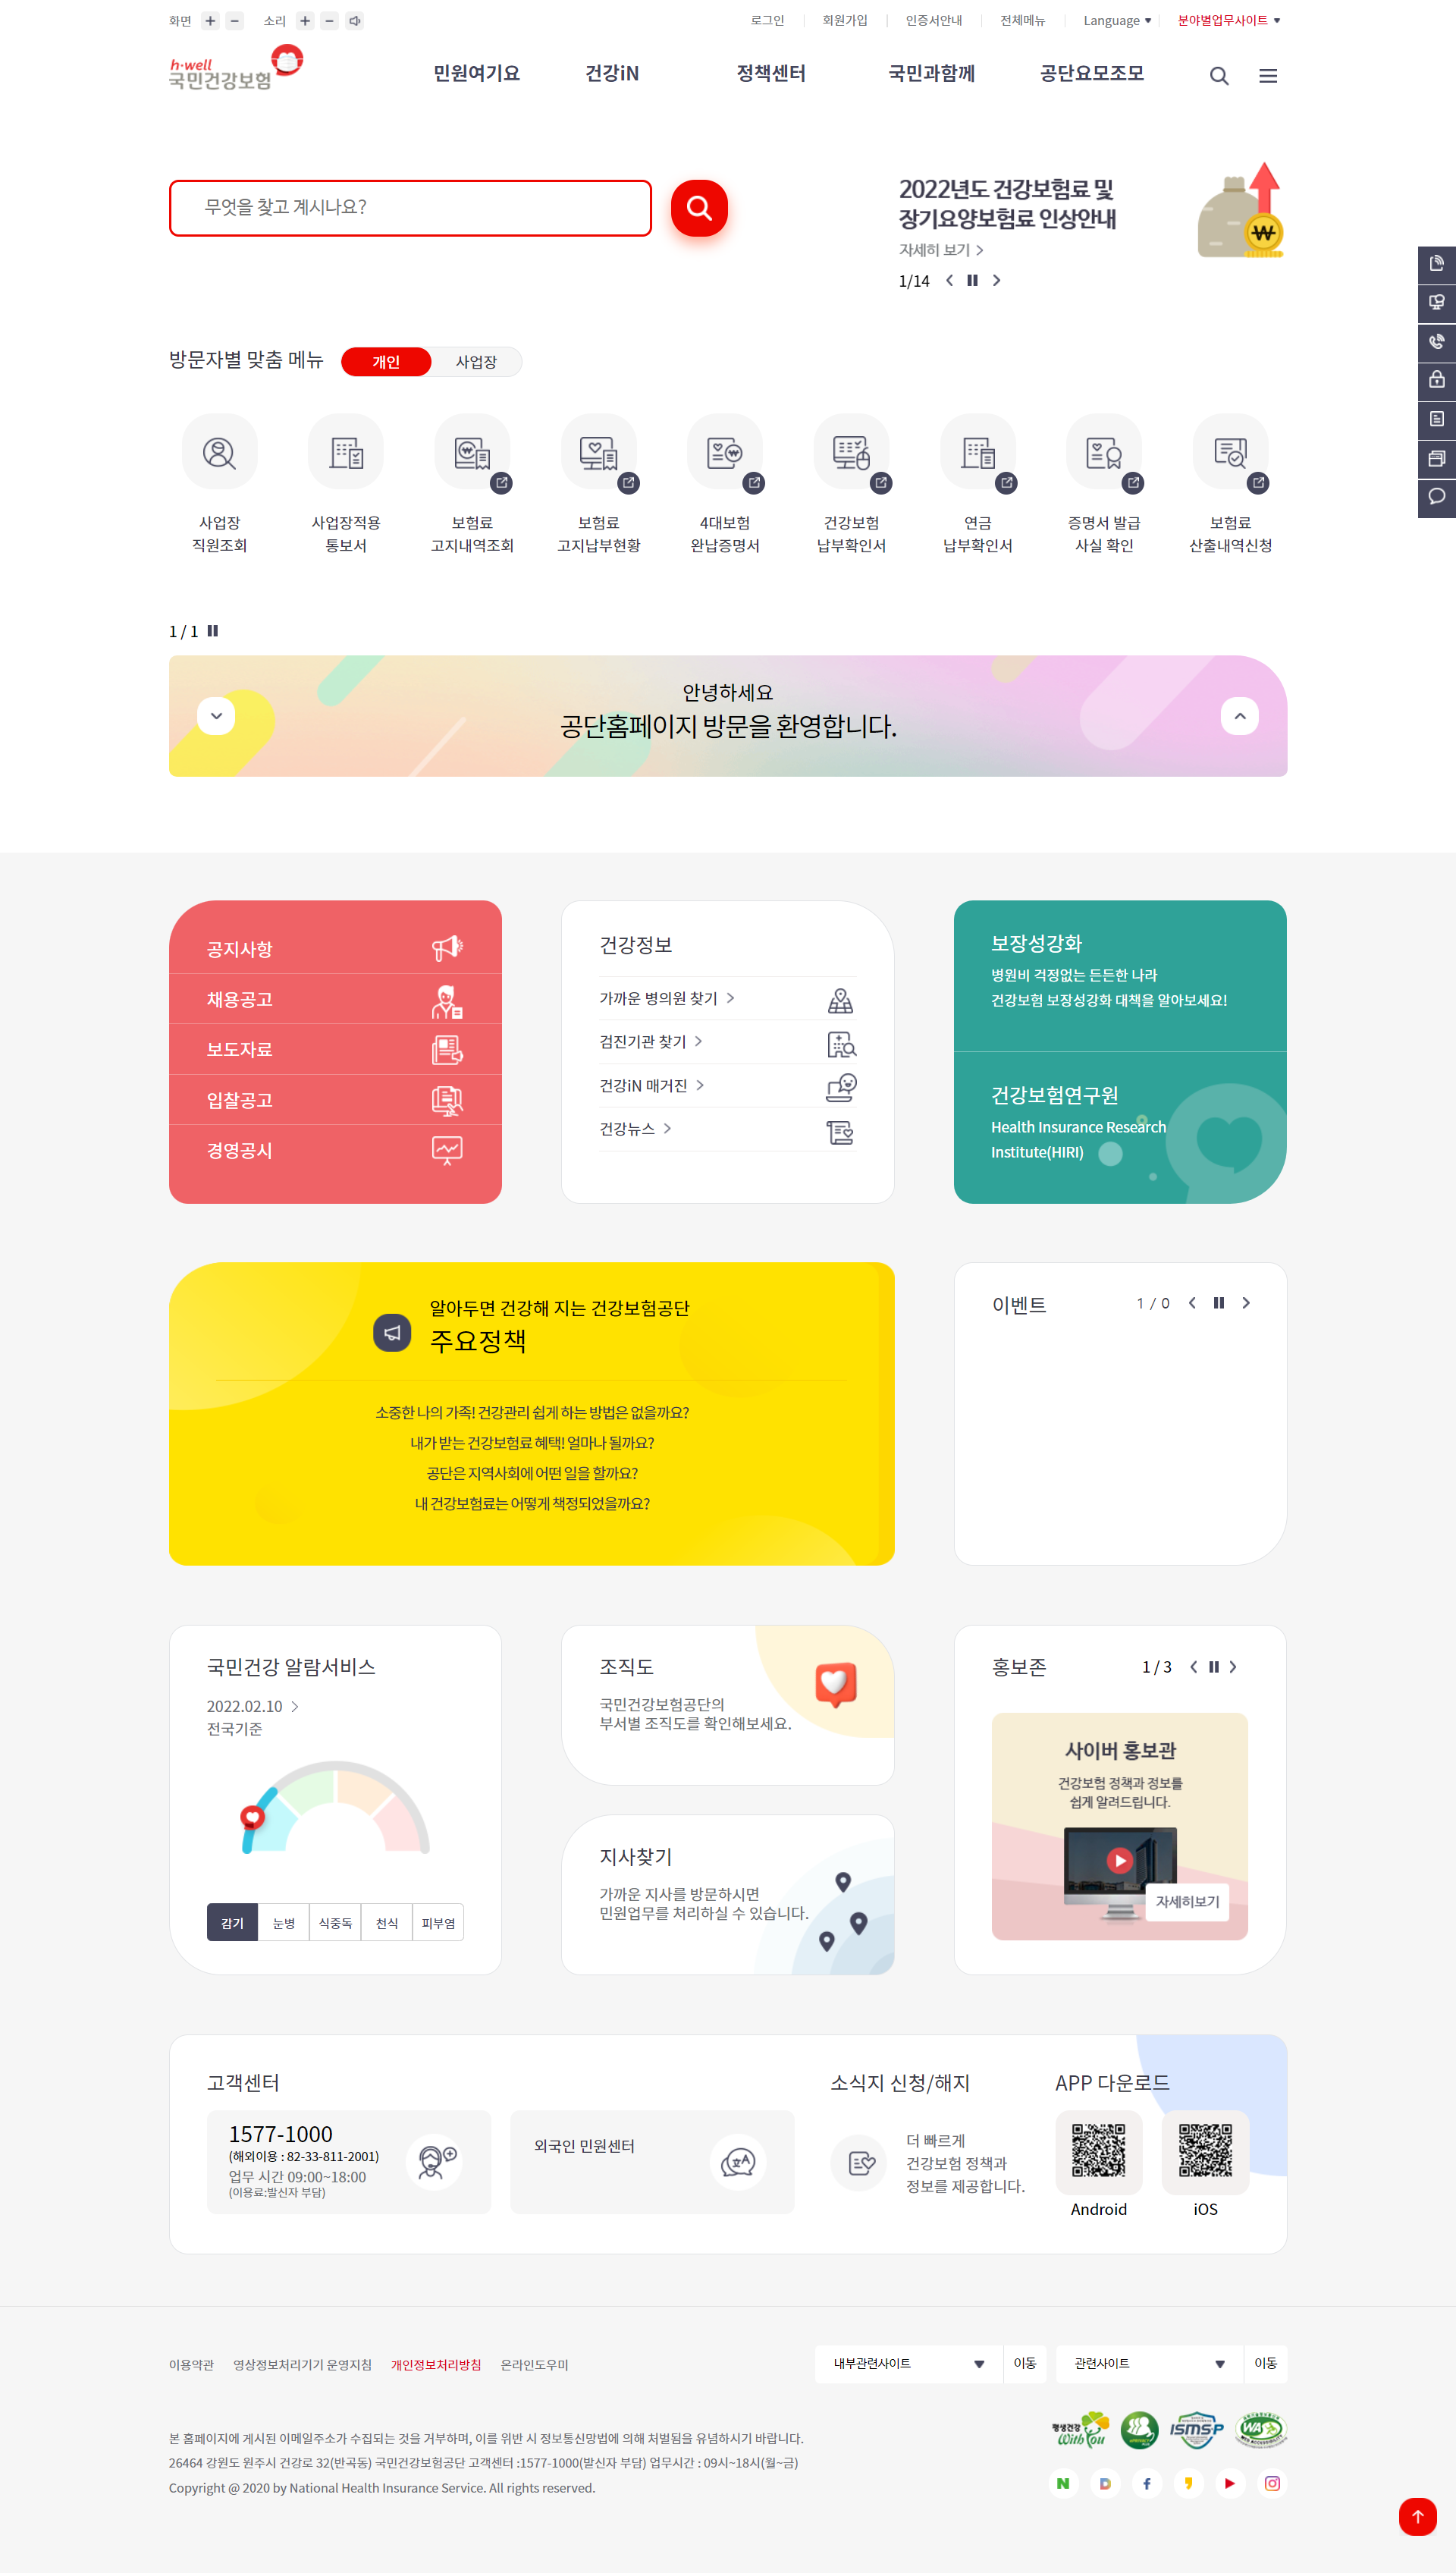 화면
소리
로그인
회원가입
인증서안내
전체메뉴
Language
분야별업무사이트
h·well
국민건강보험
민원여기요
건강iN
정책센터
국민과함께
공단요모조모
무엇을 찾고 계시나요?
2022년도 건강보험료 및
장기요양보험료 인상안내
자세히 보기
1/14
방문자별 맞춤 메뉴
개인
사업장
사업장
직원조회
사업장적용
통보서
보험료
고지내역조회
보험료
고지납부현황
4대보험
완납증명서
건강보험
납부확인서
연금
납부확인서
증명서 발급
사실 확인
보험료
산출내역신청
1 / 1
안녕하세요
공단홈페이지 방문을 환영합니다.
공지사항
채용공고
보도자료
입찰공고
경영공시
건강정보
가까운 병의원 찾기
검진기관 찾기
건강iN 매거진
건강뉴스
보장성강화
병원비 걱정없는 든든한 나라
건강보험 보장성강화 대책을 알아보세요!
건강보험연구원
Health Insurance Research
Institute(HIRI)
알아두면 건강해 지는 건강보험공단
주요정책
소중한 나의 가족! 건강관리 쉽게 하는 방법은 없을까요?
내가 받는 건강보험료 혜택! 얼마나 될까요?
공단은 지역사회에 어떤 일을 할까요?
내 건강보험료는 어떻게 책정되었을까요?
이벤트
1 / 0
국민건강 알람서비스
2022.02.10
전국기준
감기
눈병
식중독
천식
피부염
조직도
국민건강보험공단의
부서별 조직도를 확인해보세요.
지사찾기
가까운 지사를 방문하시면
민원업무를 처리하실 수 있습니다.
홍보존
1 / 3
사이버 홍보관
건강보험 정책과 정보를
쉽게 알려드립니다.
자세히보기
고객센터
1577-1000
(해외이용 : 82-33-811-2001)
업무 시간 09:00~18:00
(이용료:발신자 부담)
외국인 민원센터
소식지 신청/해지
더 빠르게
건강보험 정책과
정보를 제공합니다.
APP 다운로드
Android
iOS
이용약관
영상정보처리기기 운영지침
개인정보처리방침
온라인도우미
내부관련사이트
이동
관련사이트
이동
본 홈페이지에 게시된 이메일주소가 수집되는 것을 거부하며, 이를 위반 시 정보통신망법에 의해 처벌됨을 유념하시기 바랍니다.
26464 강원도 원주시 건강로 32(반곡동) 국민건강보험공단 고객센터 :1577-1000(발신자 부담) 업무시간 : 09시~18시(월~금)
Copyright @ 2020 by National Health Insurance Service. All rights reserved.
평생건강
With You
ISMS-P
WA